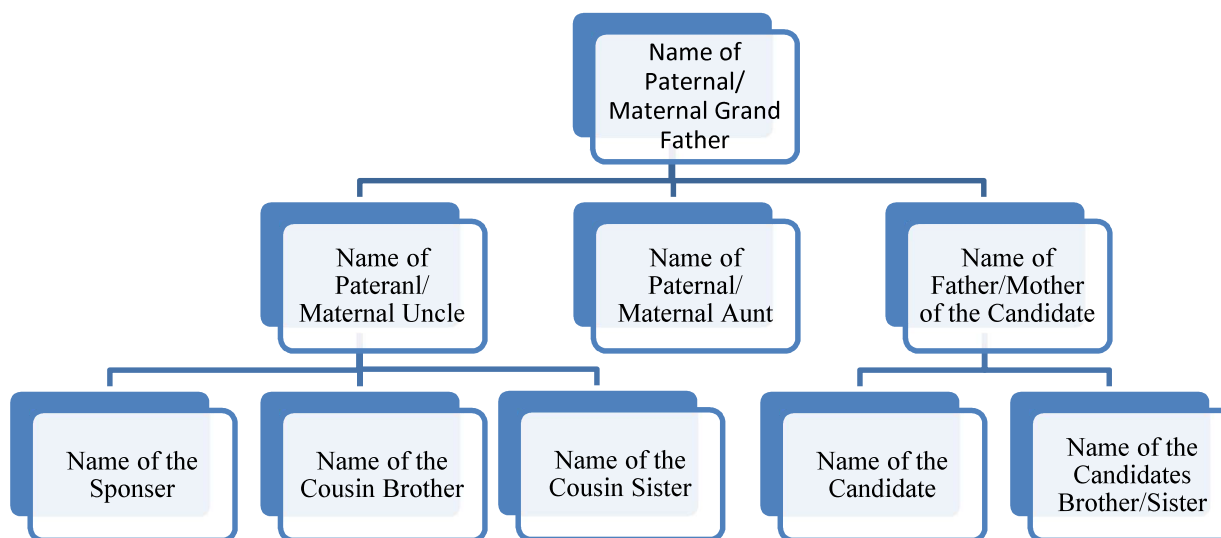 Name of
Paternal/
Maternal Grand
Father
Name of
Pateranl/
Maternal Uncle
Name of
Paternal/
Maternal Aunt
Name of
Father/Mother
of the Candidate
Name of the
Sponser
Name of the
Cousin Brother
Name of the
Cousin Sister
Name of the
Candidate
Name of the
Candidates
Brother/Sister